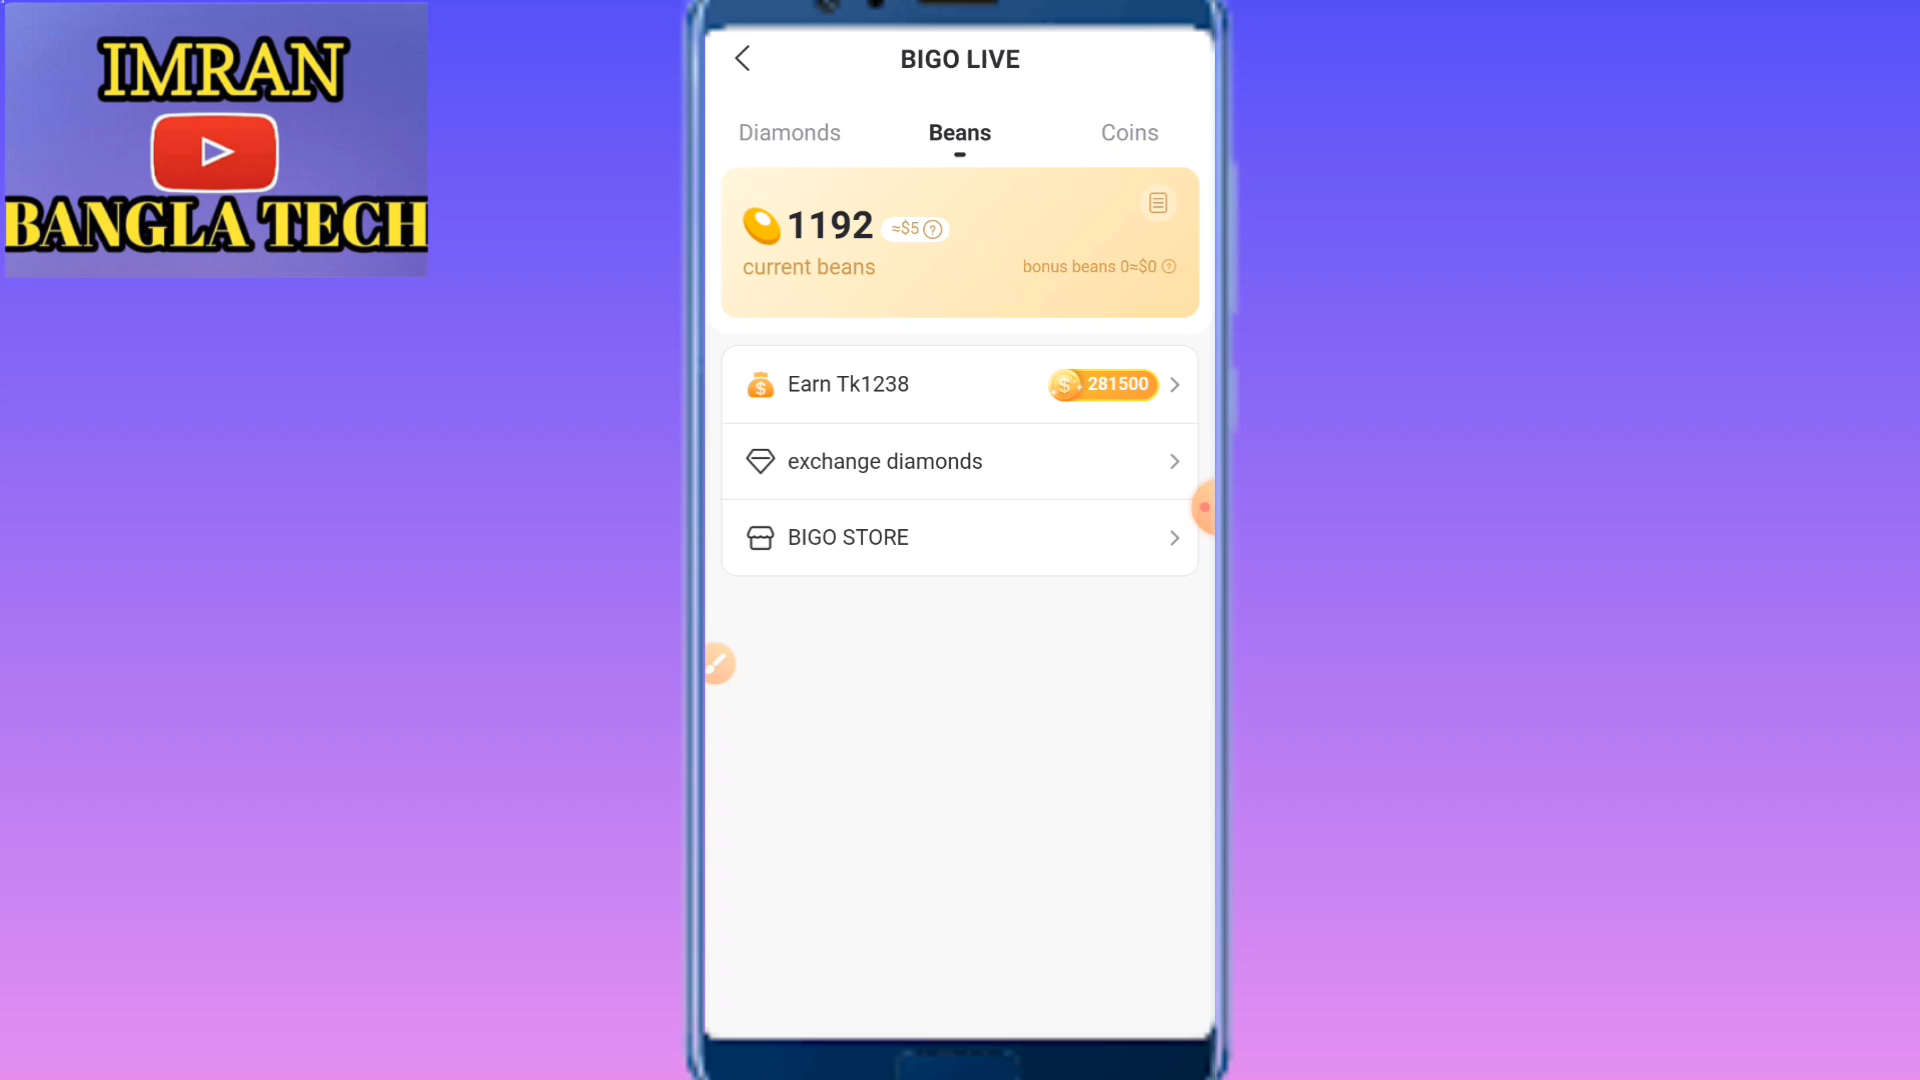 IMRAN
BANGLA TECH
BIGO LIVE
Diamonds
Beans
Coins
1192
≈$5
current beans
bonus beans 0≈$0
Earn Tk1238
281500
exchange diamonds
BIGO STORE